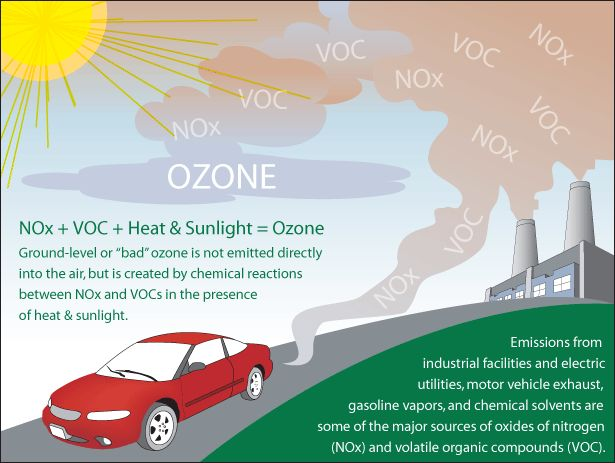 VOC
VOC
NOx
NOx
VOC
NOx
VOC
NOx
OZONE
VOC
NOx
NOx + VOC + Heat & Sunlight = Ozone
Ground-level or “bad” ozone is not emitted directly
into the air, but is created by chemical reactions
between NOx and VOCs in the presence
of heat & sunlight.
Emissions from
industrial facilities and electric
utilities, motor vehicle exhaust,
gasoline vapors, and chemical solvents are
some of the major sources of oxides of nitrogen
(NOx) and volatile organic compounds (VOC).